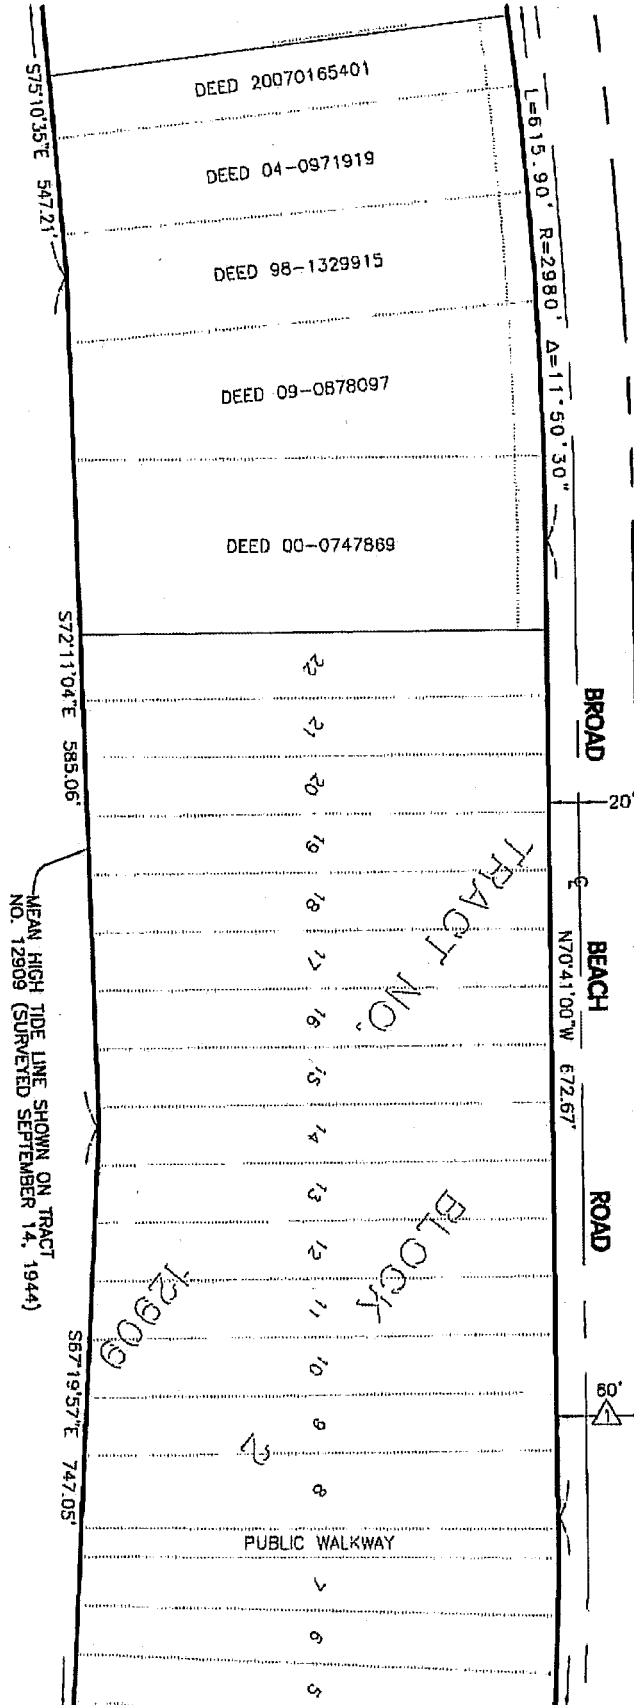 DEED 20070165401
DEED 04-0971919
DEED 98-1329915
DEED 09-0878097
DEED 00-0747869
S75°10'35"E 547.21'
L=615.90' R=2980' Δ=11°50'30"
S72°11'04"E 585.06'
MEAN HIGH TIDE LINE SHOWN ON TRACT
NO. 12909 (SURVEYED SEPTEMBER 14, 1944)
S67°19'57"E 747.05'
BROAD BEACH ROAD
20'
℄
N70°41'00"W 672.67'
60'
1
TRACT NO. 12909
BLOCK 2
22
21
20
19
18
17
16
15
14
13
12
11
10
9
8
PUBLIC WALKWAY
7
6
5